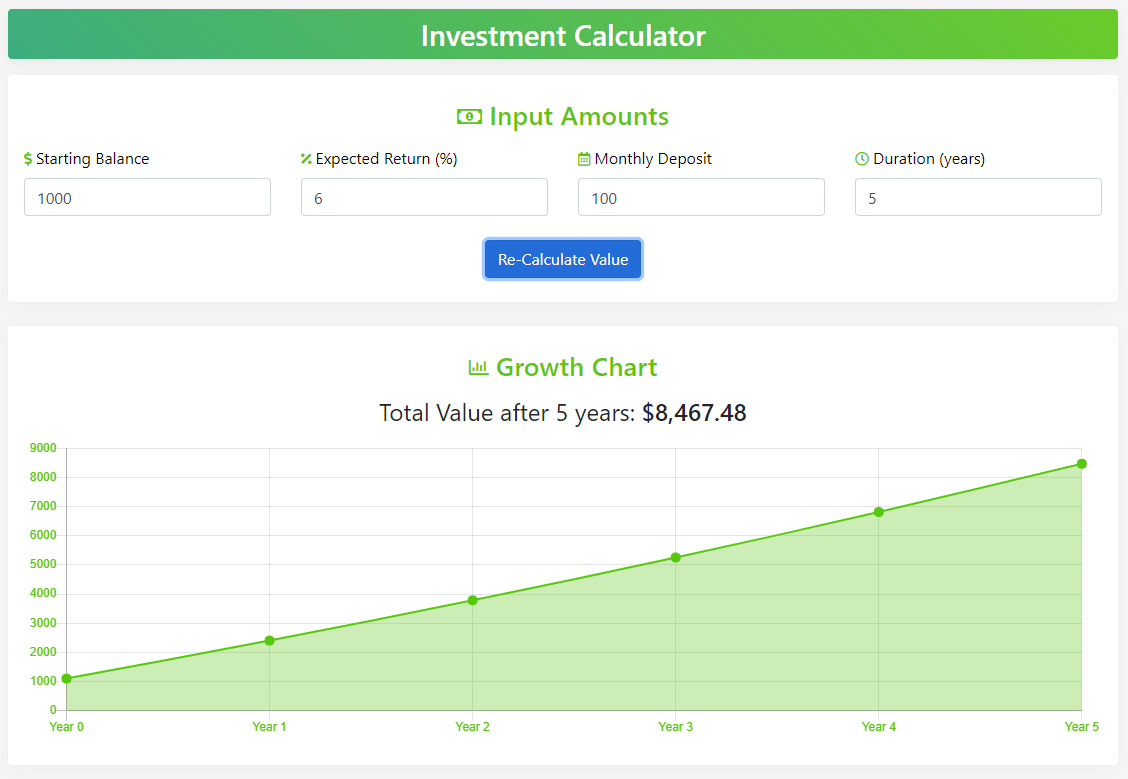 Investment Calculator
Input Amounts
$ Starting Balance
% Expected Return (%)
Monthly Deposit
Duration (years)
1000
6
100
5
Re-Calculate Value
Growth Chart
Total Value after 5 years: $8,467.48
9000
8000
7000
6000
5000
4000
3000
2000
1000
0
Year 0 Year 1 Year 2 Year 3 Year 4 Year 5